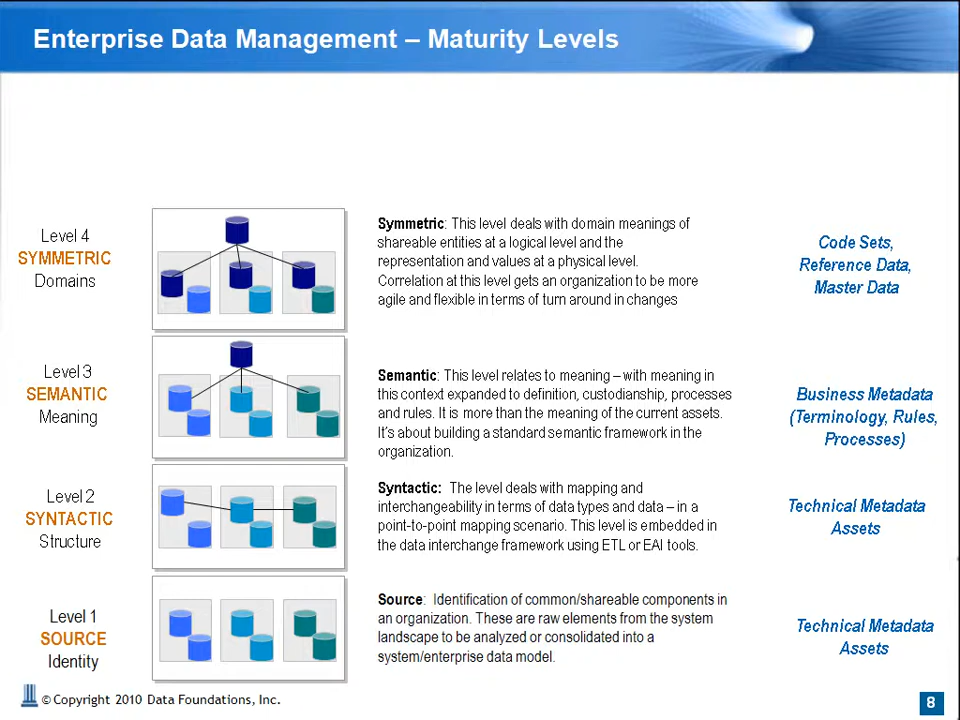 Enterprise Data Management – Maturity Levels
Level 4
SYMMETRIC
Domains
Symmetric: This level deals with domain meanings of
shareable entities at a logical level and the
representation and values at a physical level.
Correlation at this level gets an organization to be more
agile and flexible in terms of turn around in changes
Code Sets,
Reference Data,
Master Data
Level 3
SEMANTIC
Meaning
Semantic: This level relates to meaning – with meaning in
this context expanded to definition, custodianship, processes
and rules. It is more than the meaning of the current assets.
It's about building a standard semantic framework in the
organization.
Business Metadata
(Terminology, Rules,
Processes)
Level 2
SYNTACTIC
Structure
Syntactic: The level deals with mapping and
interchangeability in terms of data types and data – in a
point-to-point mapping scenario. This level is embedded in
the data interchange framework using ETL or EAI tools.
Technical Metadata
Assets
Level 1
SOURCE
Identity
Source: Identification of common/shareable components in
an organization. These are raw elements from the system
landscape to be analyzed or consolidated into a
system/enterprise data model.
Technical Metadata
Assets
© Copyright 2010 Data Foundations, Inc.
8